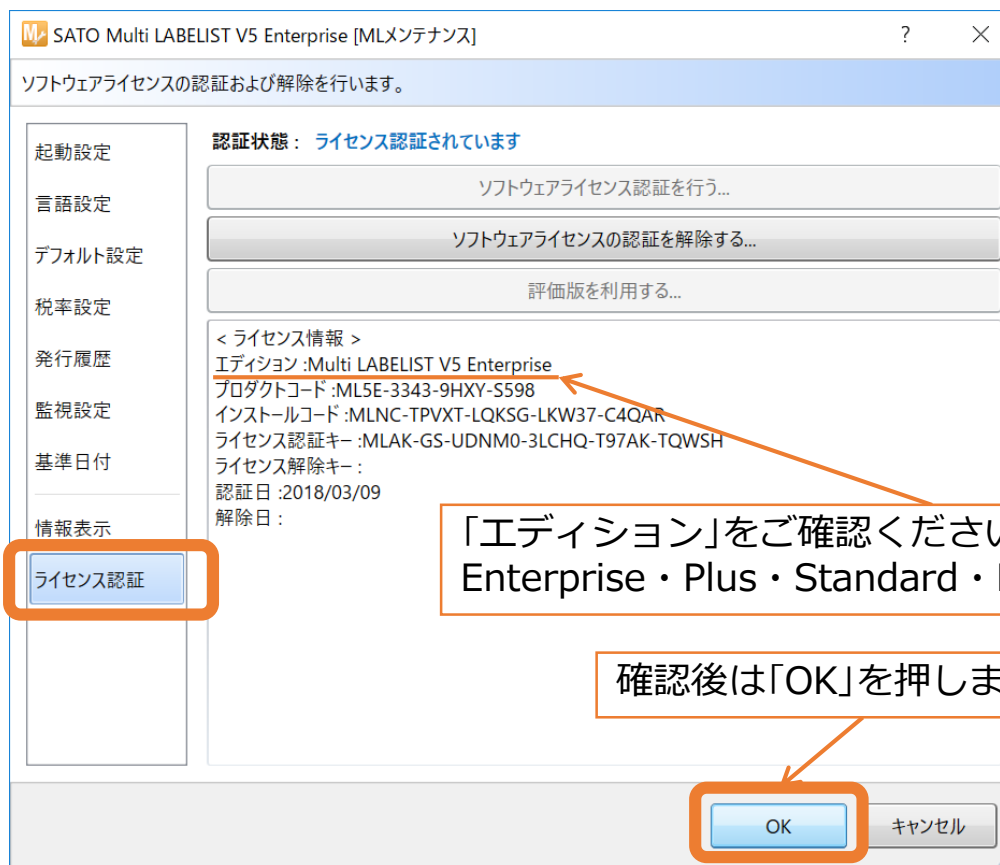 SATO Multi LABELIST V5 Enterprise [MLメンテナンス]
?
ソフトウェアライセンスの認証および解除を行います。
起動設定
言語設定
デフォルト設定
税率設定
発行履歴
監視設定
基準日付
情報表示
ライセンス認証
認証状態： ライセンス認証されています
ソフトウェアライセンス認証を行う...
ソフトウェアライセンスの認証を解除する...
評価版を利用する...
< ライセンス情報 >
エディション :Multi LABELIST V5 Enterprise
プロダクトコード :ML5E-3343-9HXY-S598
インストールコード :MLNC-TPVXT-LQKSG-LKW37-C4QAR
ライセンス認証キー :MLAK-GS-UDNM0-3LCHQ-T97AK-TQWSH
ライセンス解除キー :
認証日 :2018/03/09
解除日 :
「エディション」をご確認くださ
Enterprise・Plus・Standard・
確認後は「OK」を押しま
OK
キャンセル